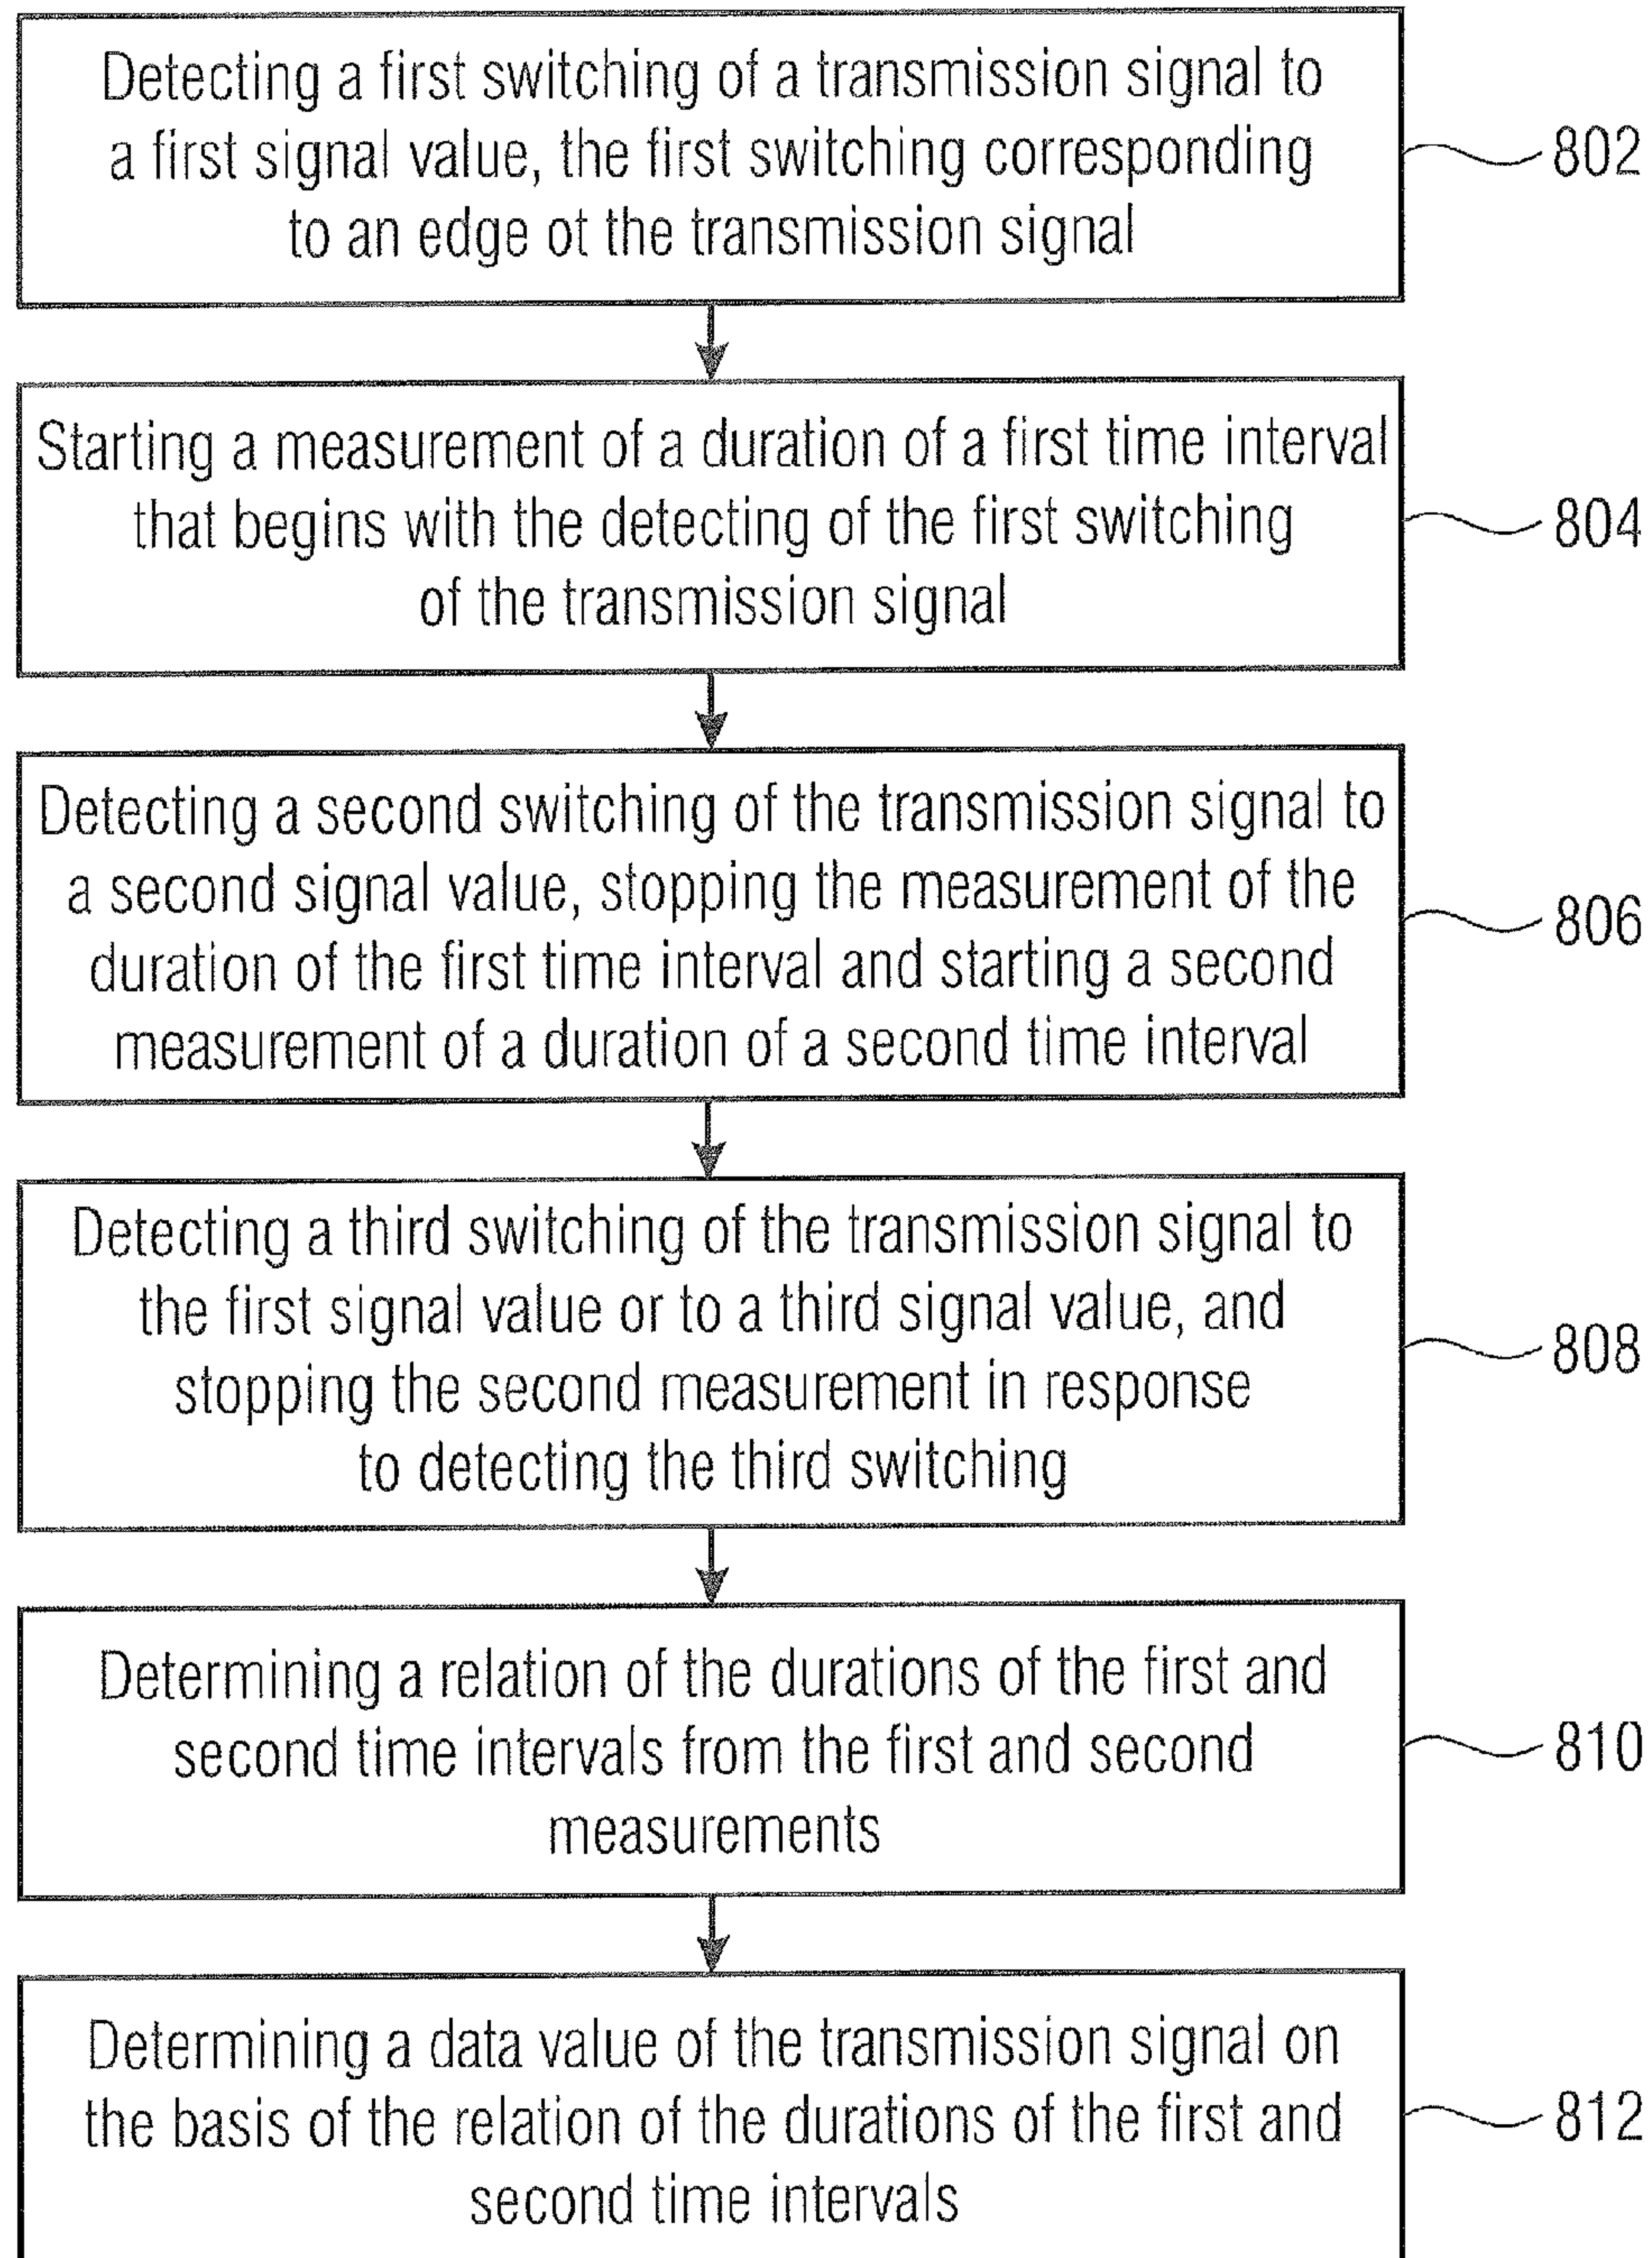 Detecting a first switching of a transmission signal to
a first signal value, the first switching corresponding
to an edge ot the transmission signal
802
Starting a measurement of a duration of a first time interval
that begins with the detecting of the first switching
of the transmission signal
804
Detecting a second switching of the transmission signal to
a second signal value, stopping the measurement of the
duration of the first time interval and starting a second
measurement of a duration of a second time interval
806
Detecting a third switching of the transmission signal to
the first signal value or to a third signal value, and
stopping the second measurement in response
to detecting the third switching
808
Determining a relation of the durations of the first and
second time intervals from the first and second
measurements
810
Determining a data value of the transmission signal on
the basis of the relation of the durations of the first and
second time intervals
812